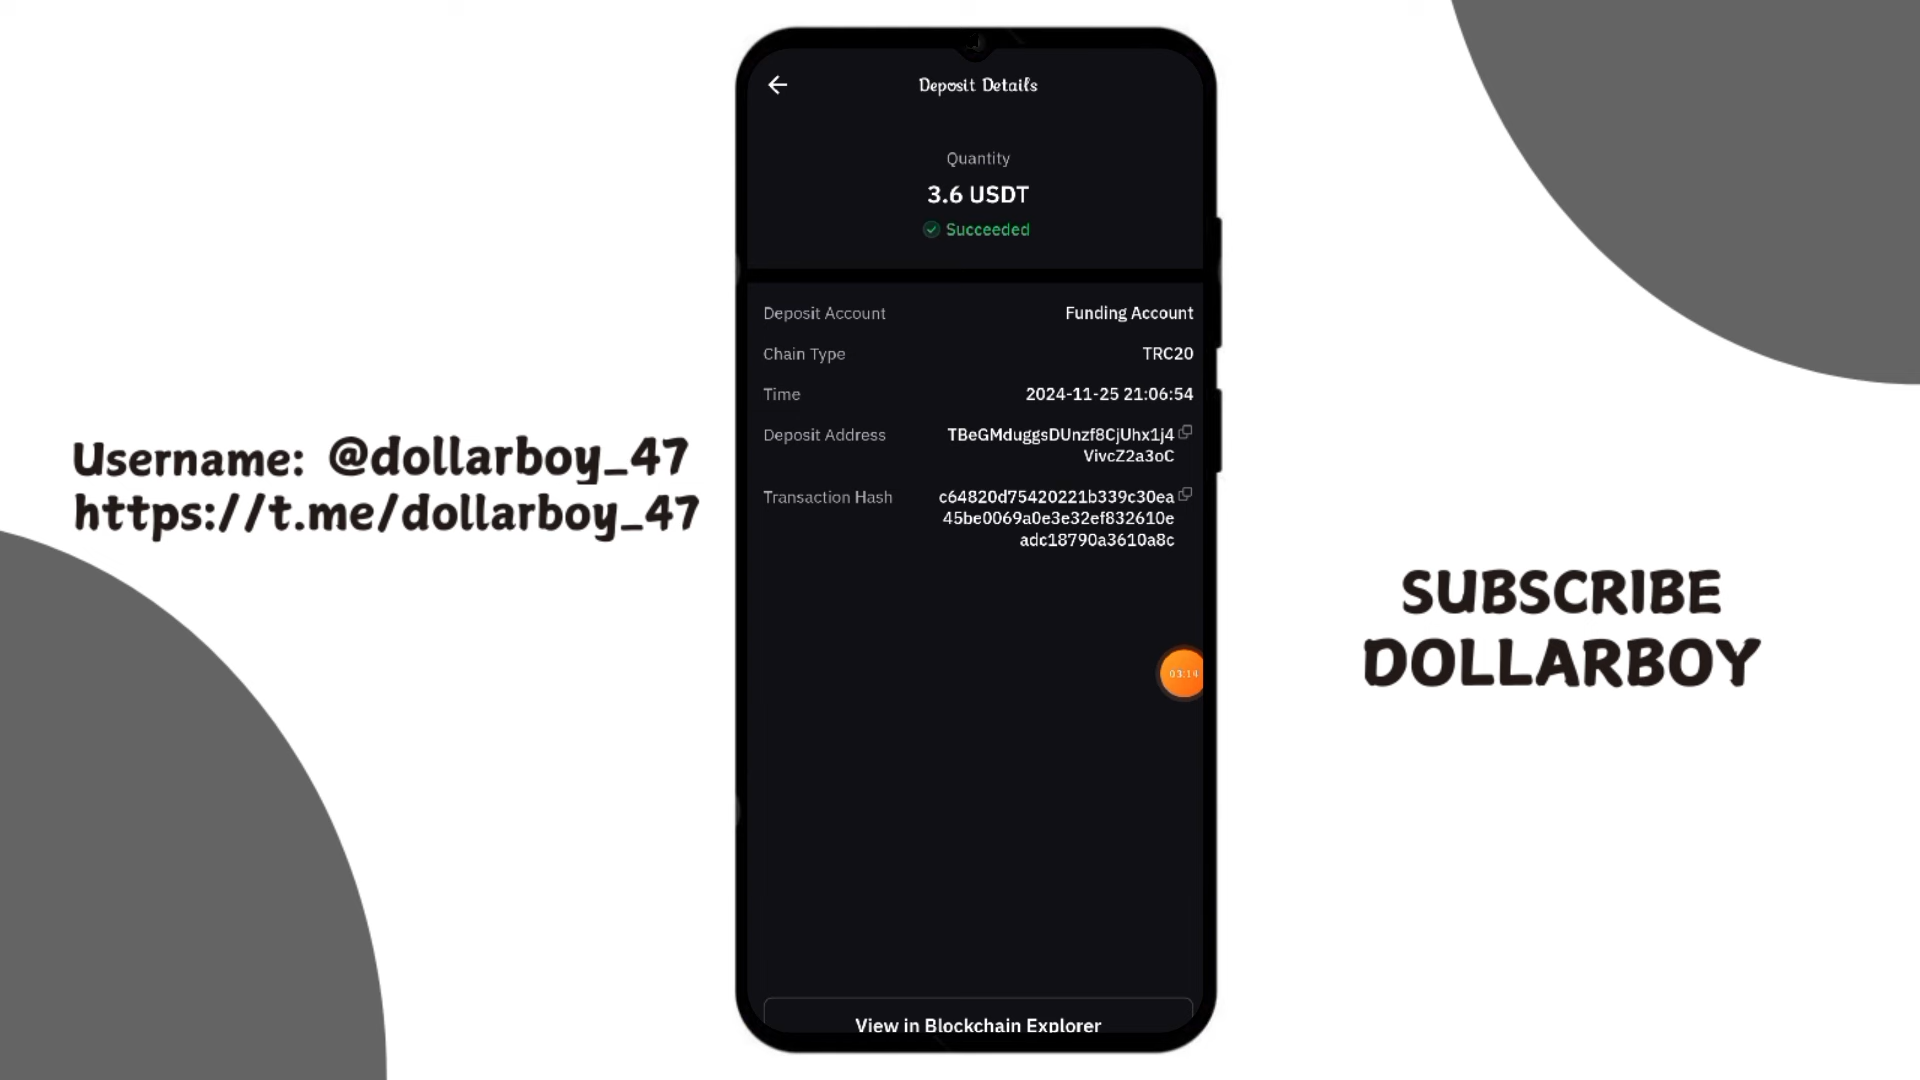 Deposit Details
Quantity
3.6 USDT
Succeeded
Deposit Account Funding Account
Chain Type TRC20
Time 2024-11-25 21:06:54
Deposit Address TBeGMduggsDUnzf8CjUhx1j4
VivcZ2a3oC
Transaction Hash c64820d75420221b339c30ea
45be0069a0e3e32ef832610e
adc18790a3610a8c
03:14
View in Blockchain Explorer
Username: @dollarboy_47
https://t.me/dollarboy_47
SUBSCRIBE
DOLLARBOY